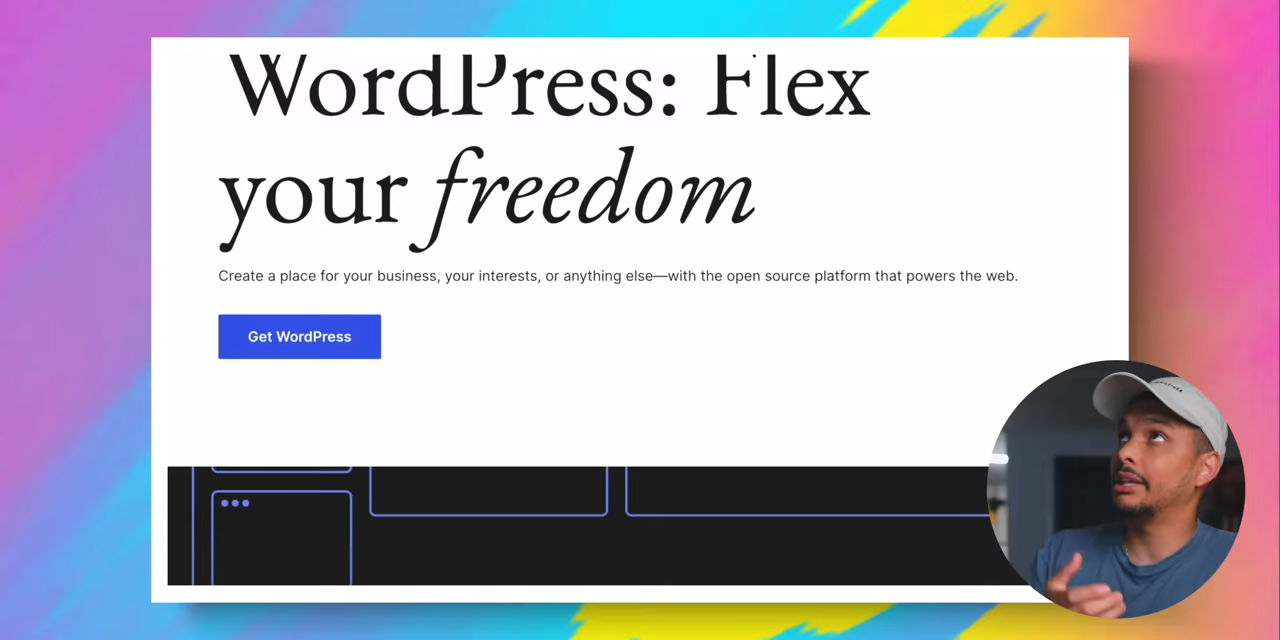 WordPress: Flex
your freedom
Create a place for your business, your interests, or anything else—with the open source platform that powers the web.
Get WordPress